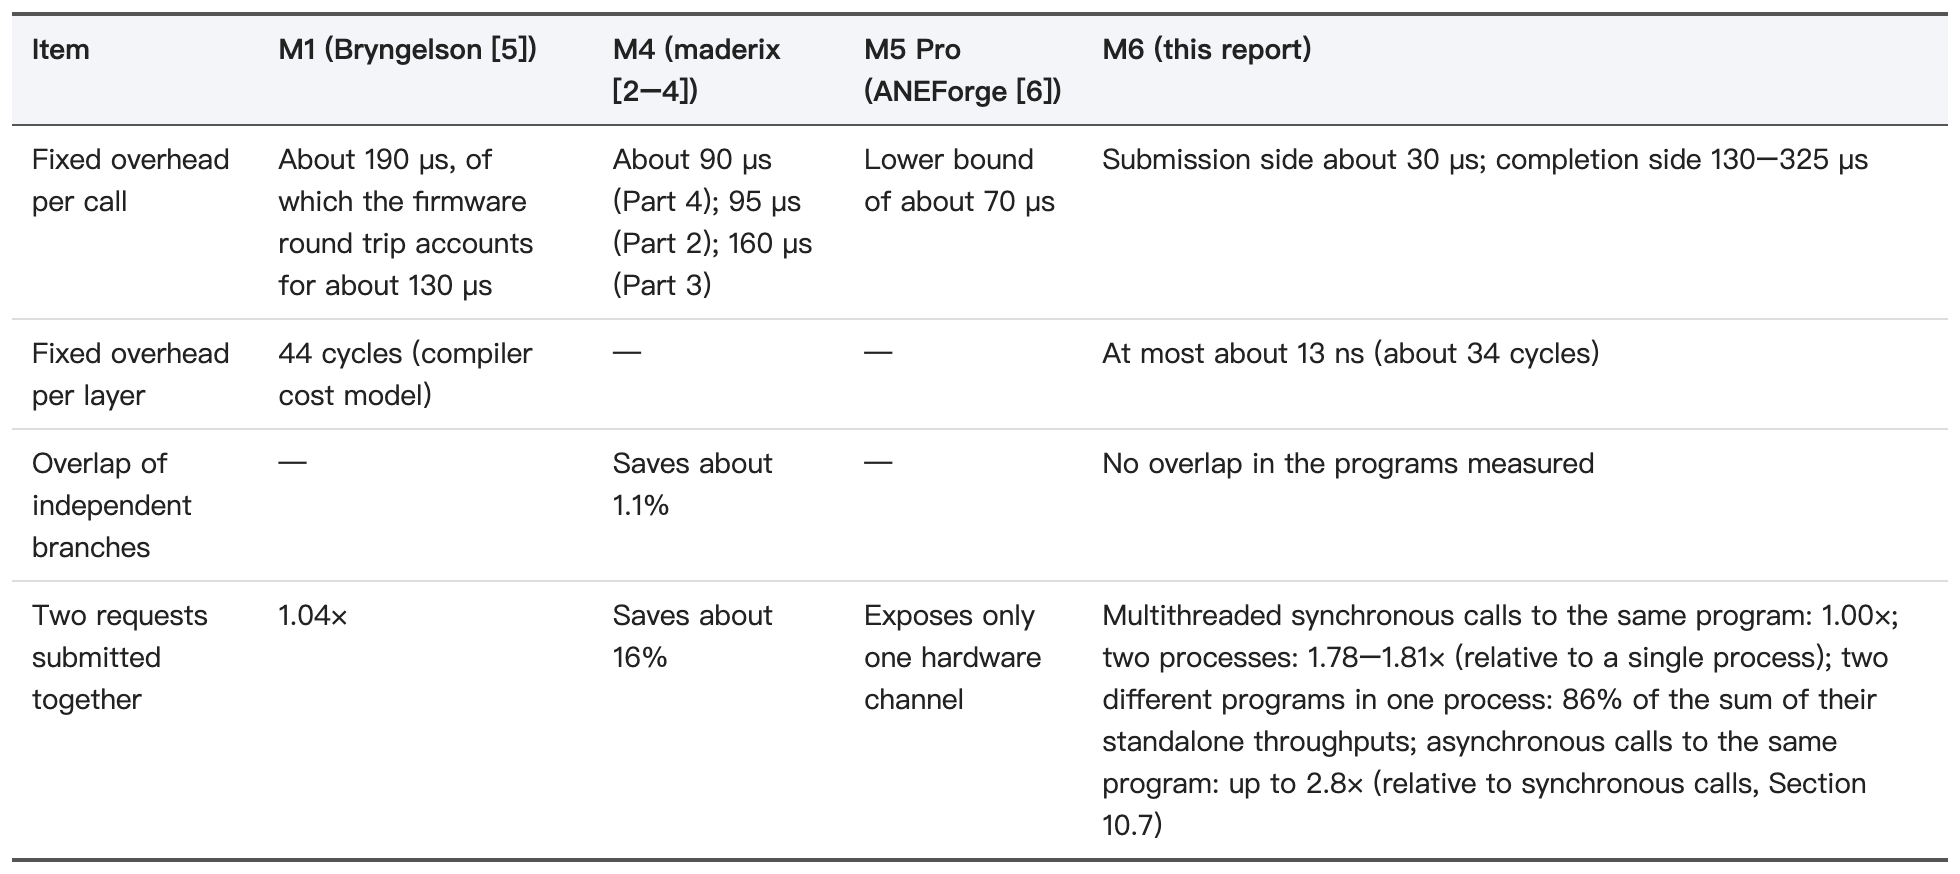 Item
M1 (Bryngelson [5])
M4 (maderix
[2—4])
M5 Pro
(ANEForge [6])
M6 (this report)
Fixed overhead
per call
About 190 μs, of
which the firmware
round trip accounts
for about 130 μs
About 90 μs
(Part 4); 95 μs
(Part 2); 160 μs
(Part 3)
Lower bound
of about 70 μs
Submission side about 30 μs; completion side 130—325 μs
Fixed overhead
per layer
44 cycles (compiler
cost model)
—
—
At most about 13 ns (about 34 cycles)
Overlap of
independent
branches
—
Saves about
1.1%
—
No overlap in the programs measured
Two requests
submitted
together
1.04×
Saves about
16%
Exposes only
one hardware
channel
Multithreaded synchronous calls to the same program: 1.00×;
two processes: 1.78—1.81× (relative to a single process); two
different programs in one process: 86% of the sum of their
standalone throughputs; asynchronous calls to the same
program: up to 2.8× (relative to synchronous calls, Section
10.7)